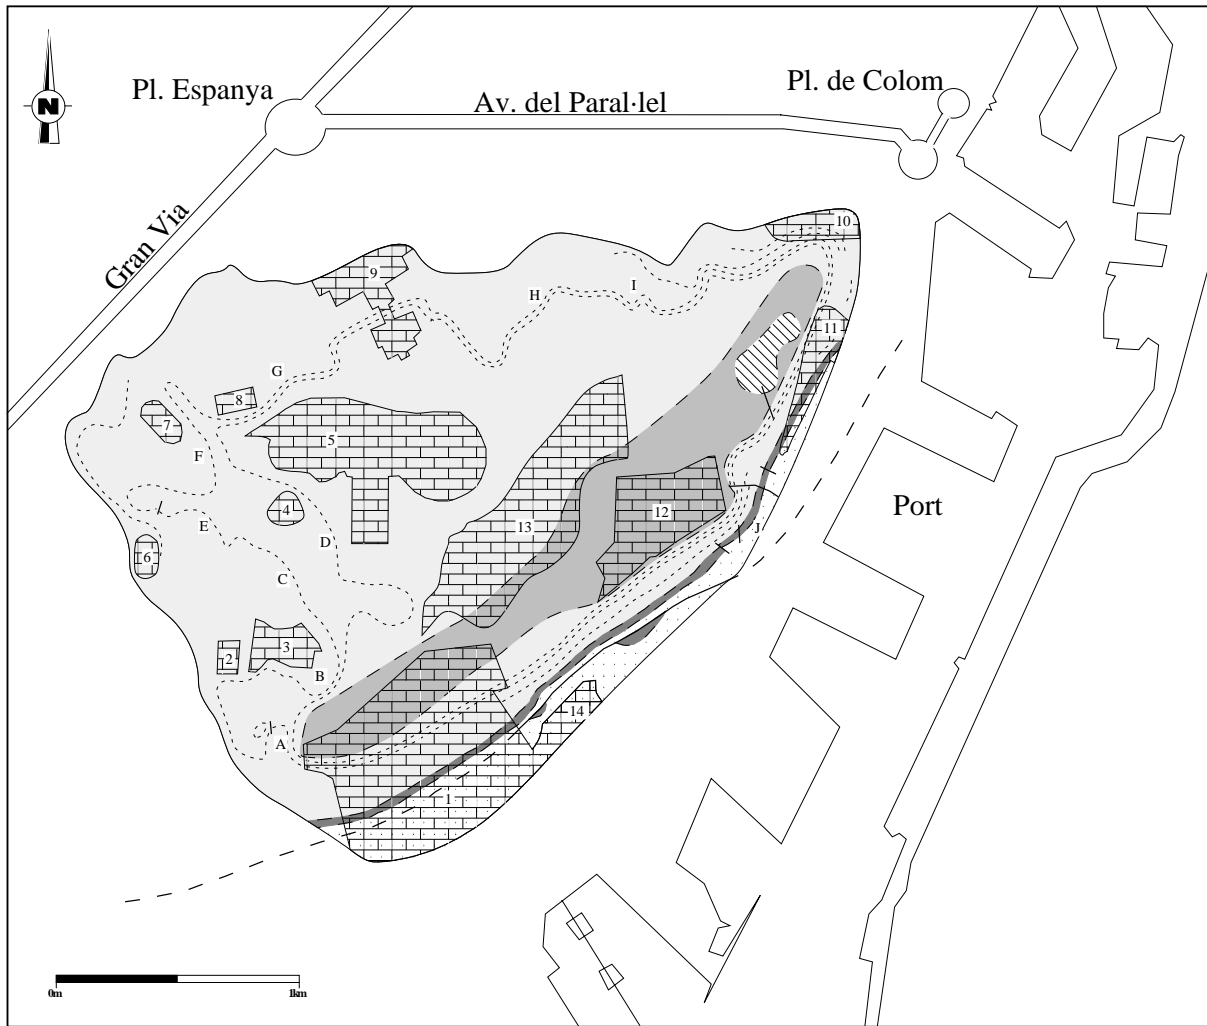 Pl. Espanya
Av. del Paral·lel
Pl. de Colom
N
Gran Via
10
9
I
H
11
G
8
7
5
F
4
12
13
E
D
J
Port
6
C
3
2
B
14
A
1
0m
1km